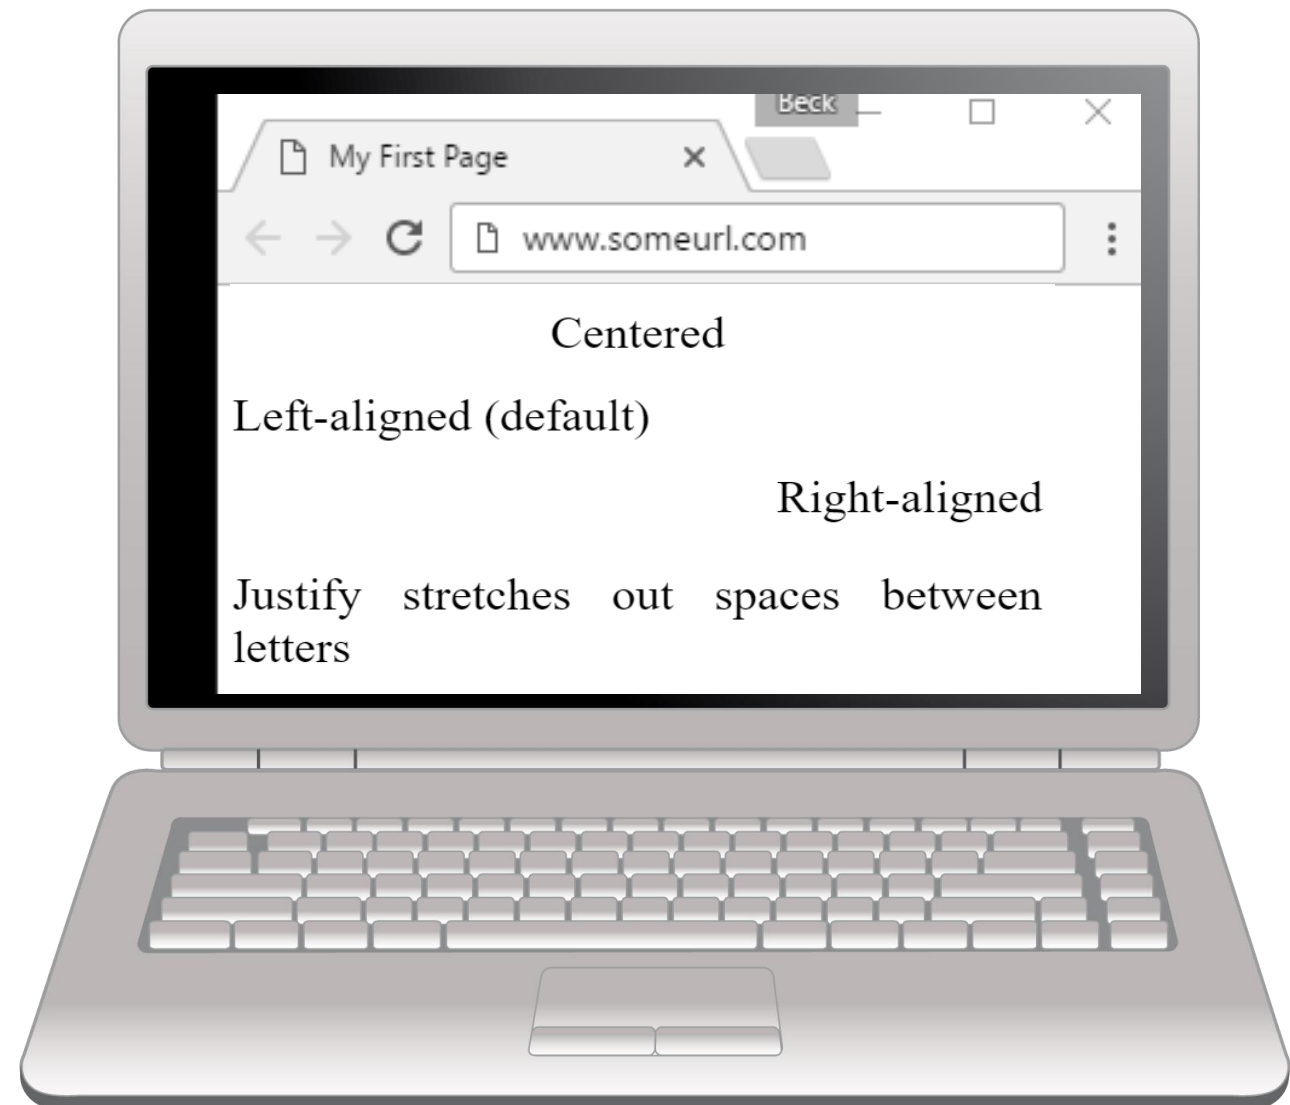 Beck
My First Page
www.someurl.com
Centered
Left-aligned (default)
Right-aligned
Justify stretches out spaces between
letters